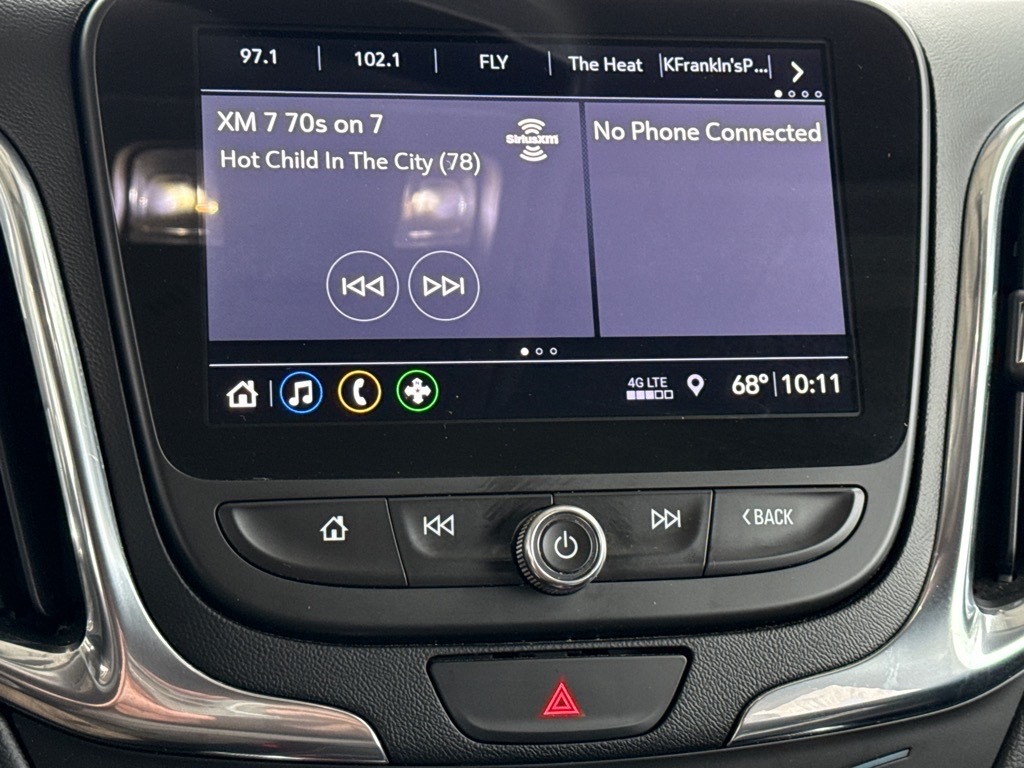 97.1 | 102.1 | FLY | The Heat | KFrankln'sP...|
XM 7 70s on 7
SiriusXM
Hot Child In The City (78)
No Phone Connected
4G LTE
68° | 10:11
BACK